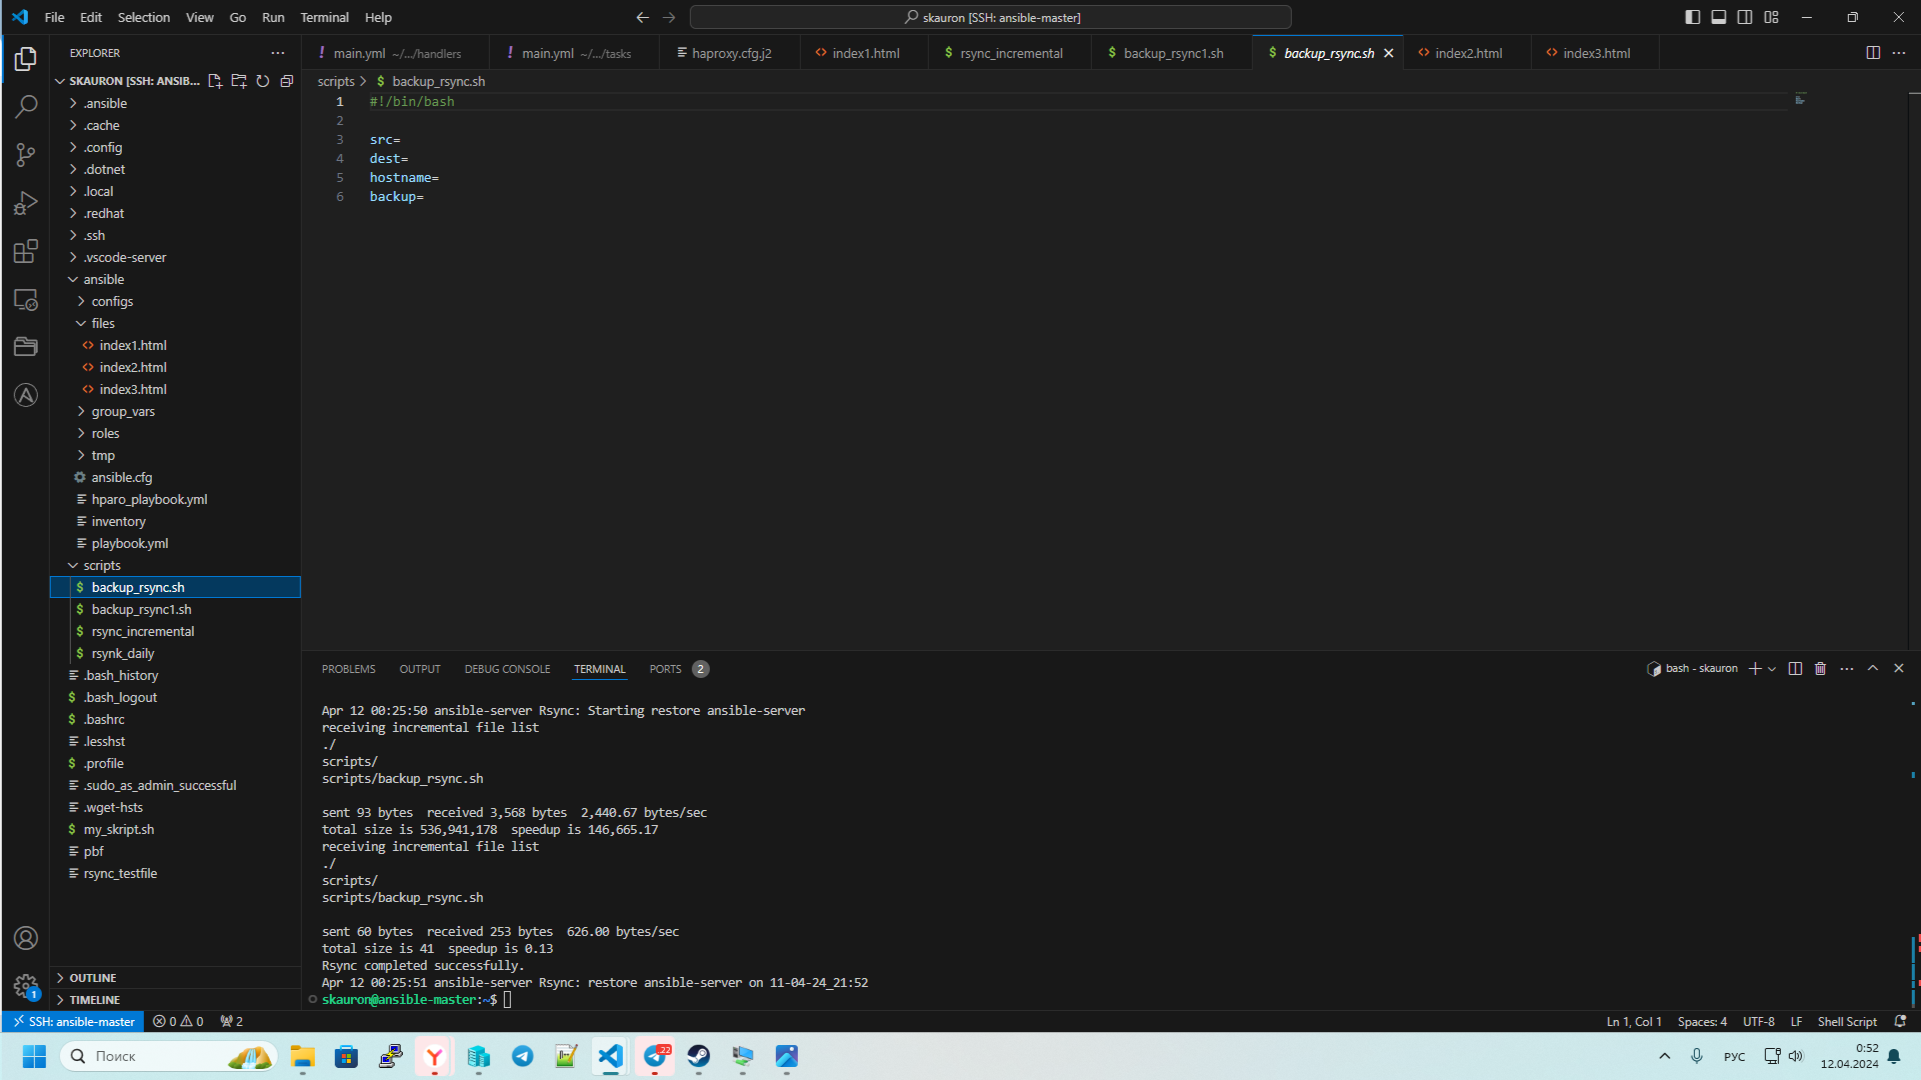 File Edit Selection View Go Run Terminal Help
skauron [SSH: ansible-master]
EXPLORER
SKAURON [SSH: ANSIB...
.ansible
.cache
.config
.dotnet
.local
.redhat
.ssh
.vscode-server
ansible
configs
files
index1.html
index2.html
index3.html
group_vars
roles
tmp
ansible.cfg
hparo_playbook.yml
inventory
playbook.yml
scripts
backup_rsync.sh
backup_rsync1.sh
rsync_incremental
rsynk_daily
.bash_history
.bash_logout
.bashrc
.lesshst
.profile
.sudo_as_admin_successful
.wget-hsts
my_skript.sh
pbf
rsync_testfile
OUTLINE
TIMELINE
! main.yml ~/.../handlers
! main.yml ~/.../tasks
haproxy.cfg.j2
<> index1.html
$ rsync_incremental
$ backup_rsync1.sh
$ backup_rsync.sh
<> index2.html
<> index3.html
scripts > $ backup_rsync.sh
1 #!/bin/bash
2
3 src=
4 dest=
5 hostname=
6 backup=
PROBLEMS OUTPUT DEBUG CONSOLE TERMINAL PORTS 2
bash - skauron
Apr 12 00:25:50 ansible-server Rsync: Starting restore ansible-server
receiving incremental file list
./
scripts/
scripts/backup_rsync.sh
sent 93 bytes  received 3,568 bytes  2,440.67 bytes/sec
total size is 536,941,178  speedup is 146,665.17
receiving incremental file list
./
scripts/
scripts/backup_rsync.sh
sent 60 bytes  received 253 bytes  626.00 bytes/sec
total size is 41  speedup is 0.13
Rsync completed successfully.
Apr 12 00:25:51 ansible-server Rsync: restore ansible-server on 11-04-24_21:52
skauron@ansible-master:~$
1
SSH: ansible-master 0 0 2
Ln 1, Col 1 Spaces: 4 UTF-8 LF Shell Script
Поиск
22
РУС
0:52
12.04.2024